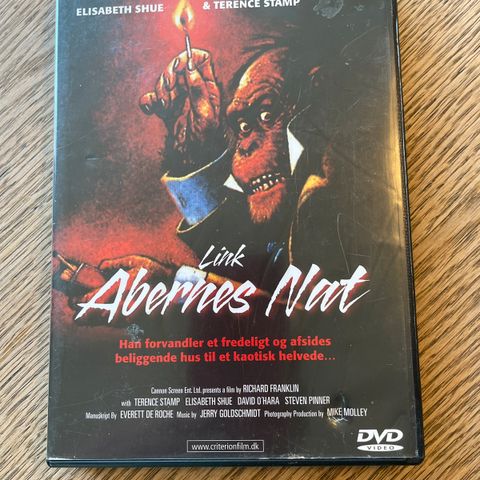 ELISABETH SHUE & TERENCE STAMP
Link
Abernes Nat
Han forvandler et fredeligt og afsides
beliggende hus til et kaotisk helvede...
Cannon Screen Ent. Ltd. presents a film by RICHARD FRANKLIN
with TERENCE STAMP ELISABETH SHUE DAVID O'HARA STEVEN PINNER
Manuskript By EVERETT DE ROCHE Music by JERRY GOLDSCHMIDT Photography Production by MIKE MOLLEY
www.criterionfilm.dk
DVD
VIDEO